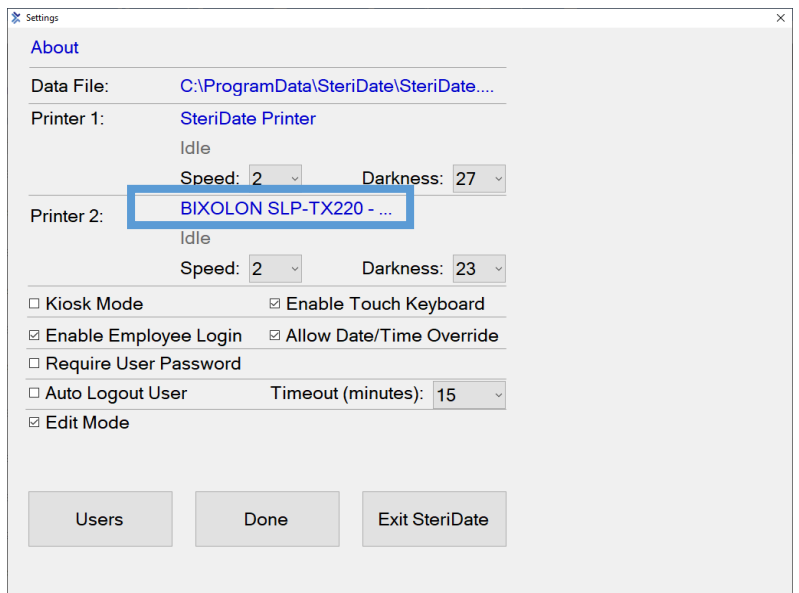 Settings
About
Data File: C:\ProgramData\SteriDate\SteriDate....
Printer 1: SteriDate Printer
Idle
Speed: 2 Darkness: 27
Printer 2: BIXOLON SLP-TX220 - ...
Idle
Speed: 2 Darkness: 23
Kiosk Mode Enable Touch Keyboard
Enable Employee Login Allow Date/Time Override
Require User Password
Auto Logout User Timeout (minutes): 15
Edit Mode
Users Done Exit SteriDate